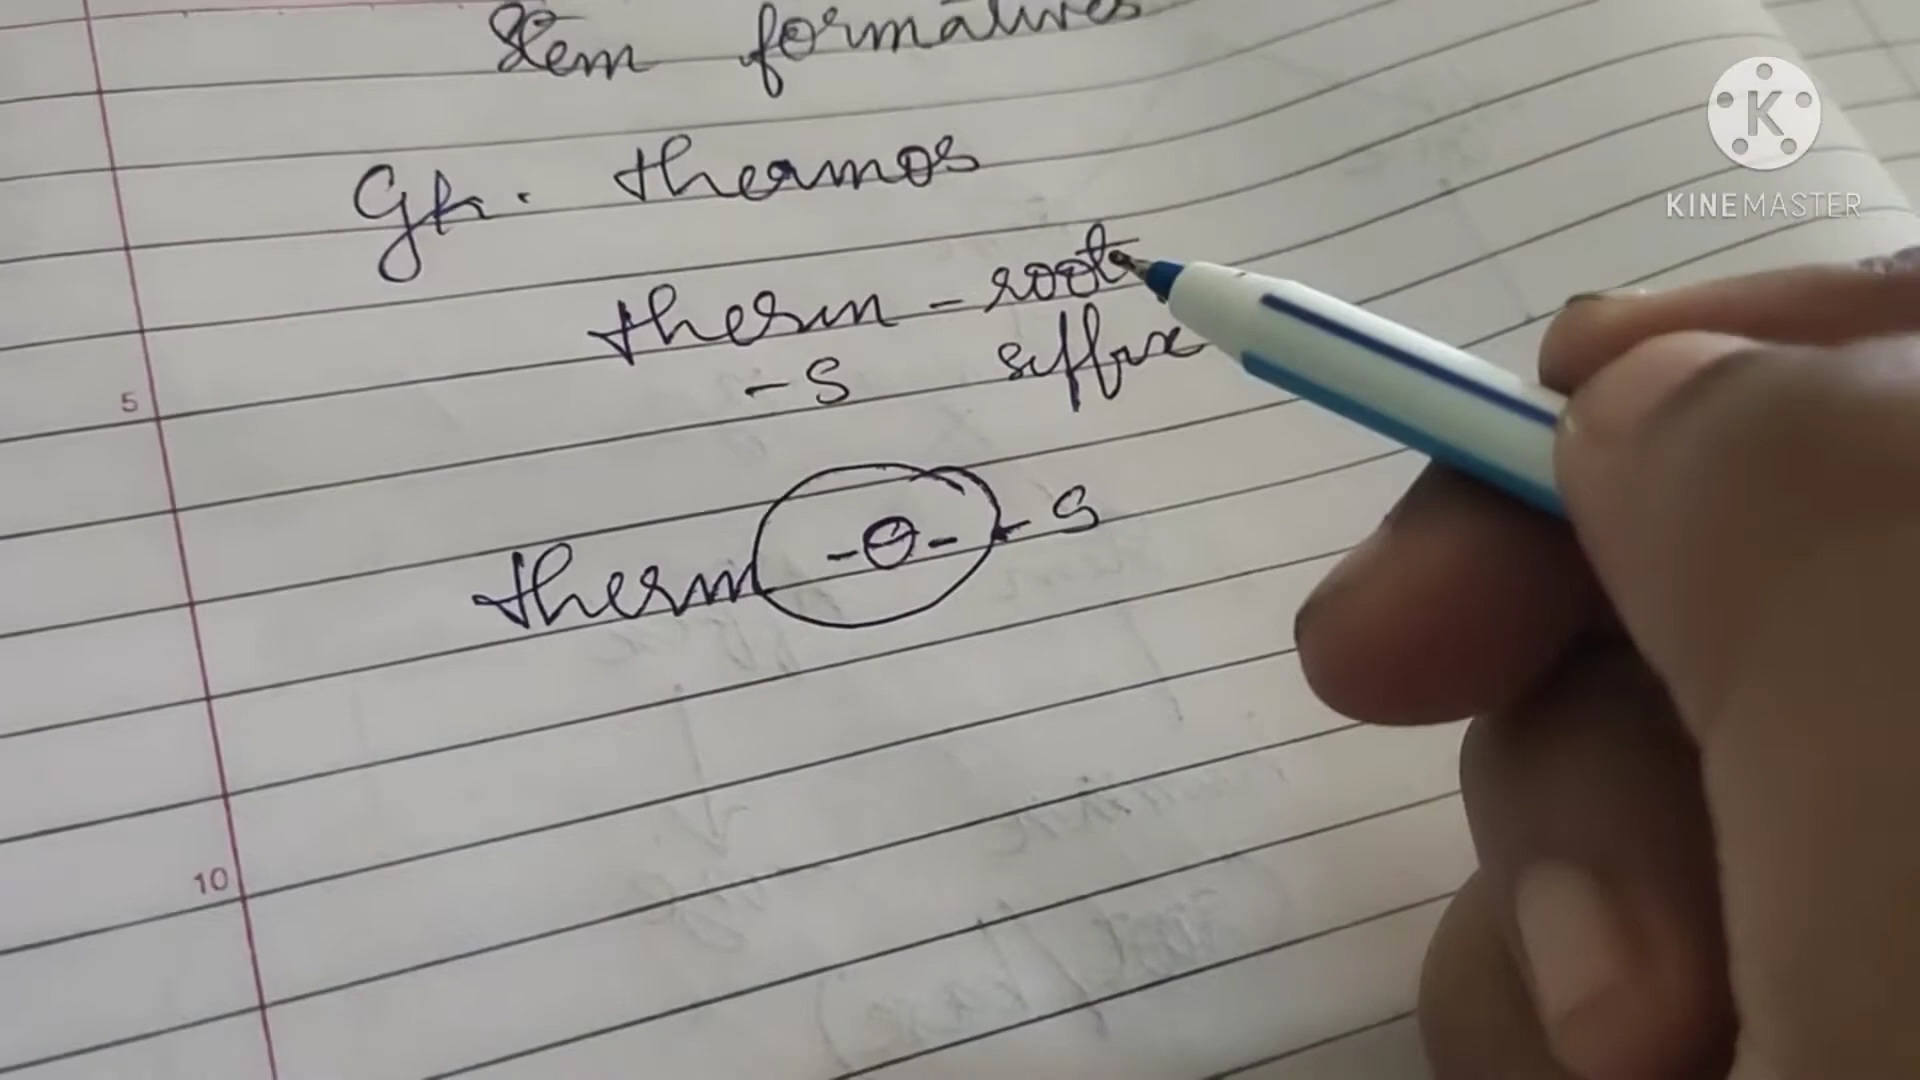 Stem formatives
Gk. thermos
therm - root
- s suffix
therm -o- - s
5
10
K
KINEMASTER